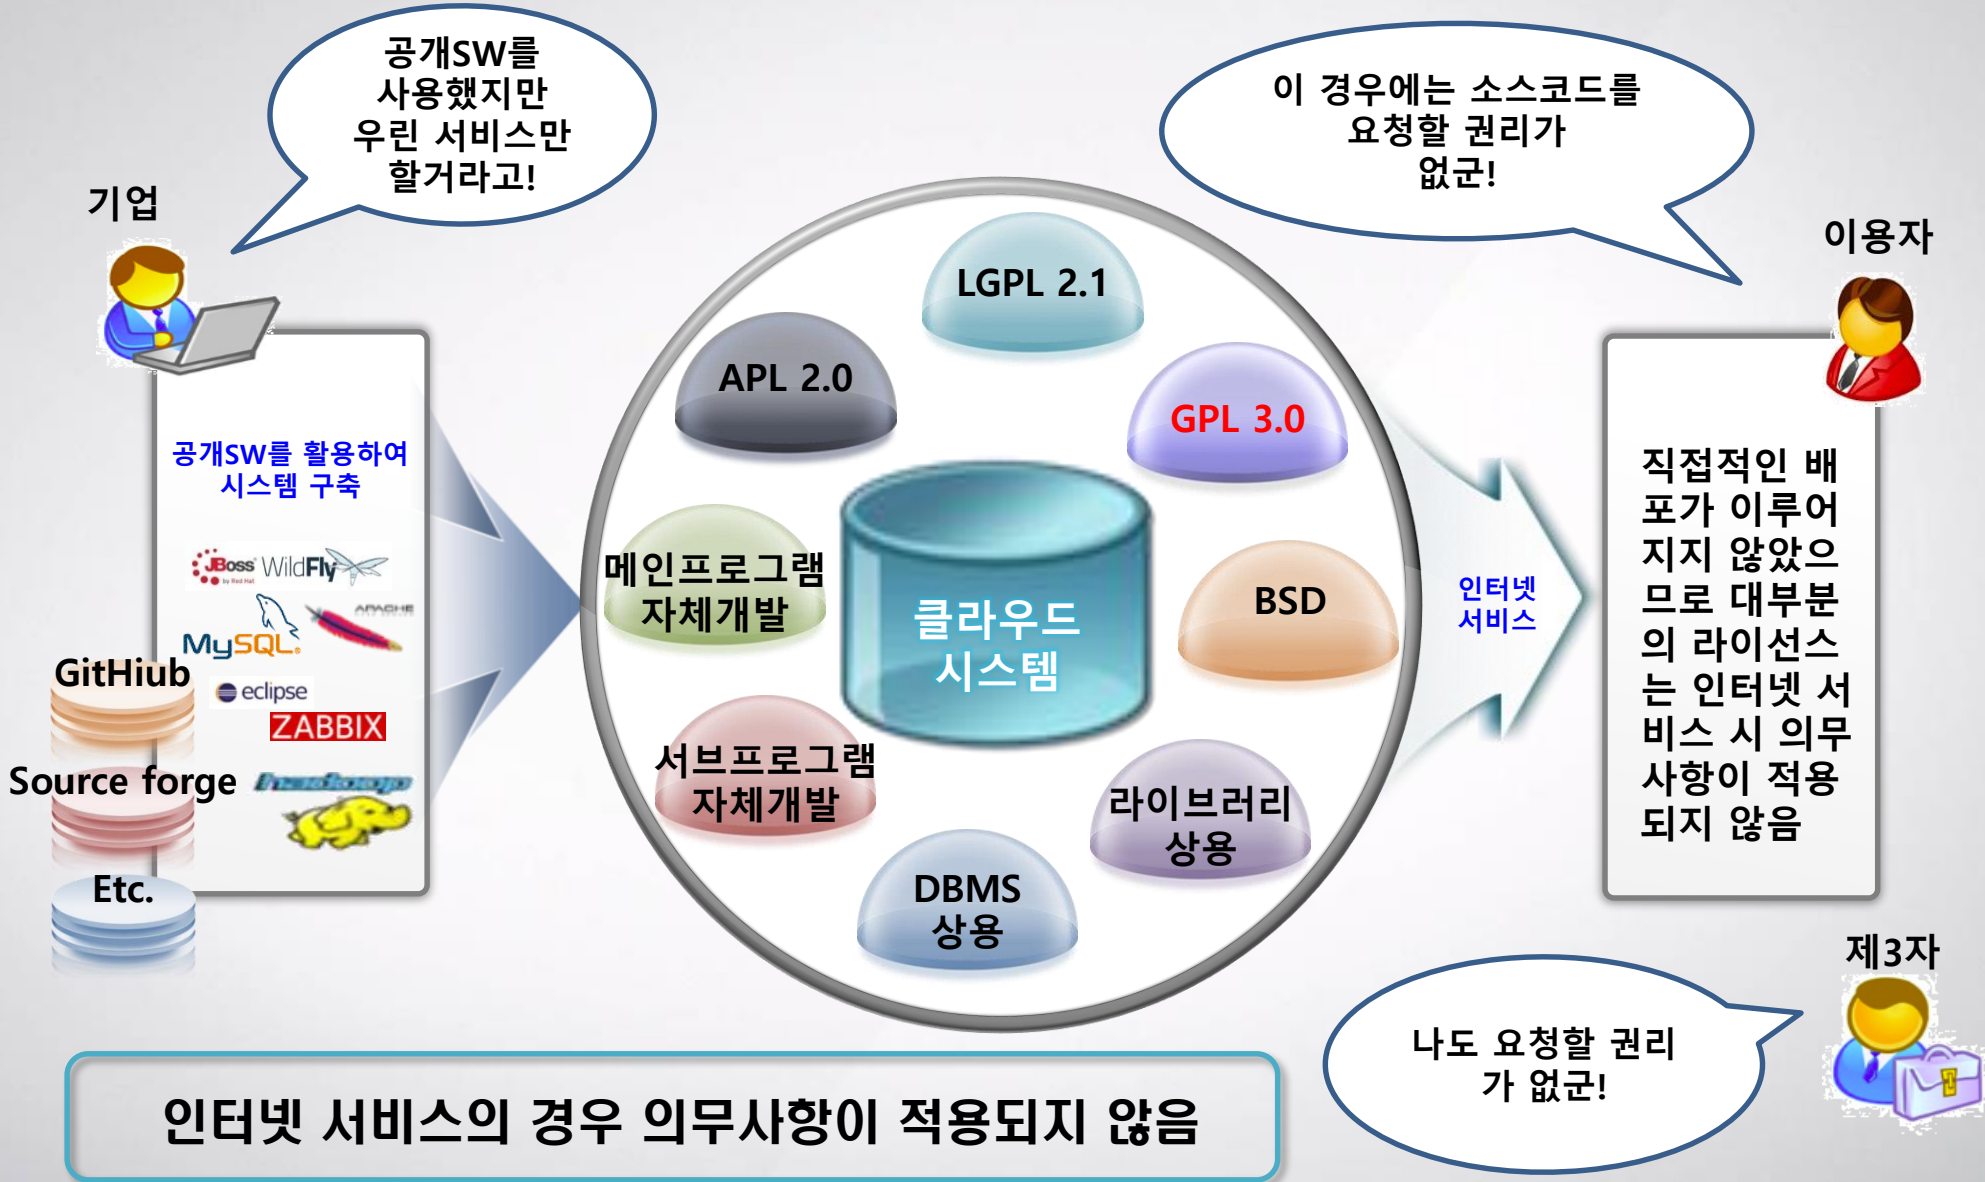 공개SW를
사용했지만
우린 서비스만
할거라고!
이 경우에는 소스코드를
요청할 권리가
없군!
기업
이용자
공개SW를 활용하여
시스템 구축
JBoss WildFly
by Red Hat
APACHE
MySQL
GitHiub
eclipse
ZABBIX
Source forge
hadoop
Etc.
LGPL 2.1
APL 2.0
GPL 3.0
메인프로그램
자체개발
클라우드
시스템
BSD
서브프로그램
자체개발
라이브러리
상용
DBMS
상용
인터넷
서비스
직접적인 배
포가 이루어
지지 않았으
므로 대부분
의 라이선스
는 인터넷 서
비스 시 의무
사항이 적용
되지 않음
제3자
나도 요청할 권리
가 없군!
인터넷 서비스의 경우 의무사항이 적용되지 않음